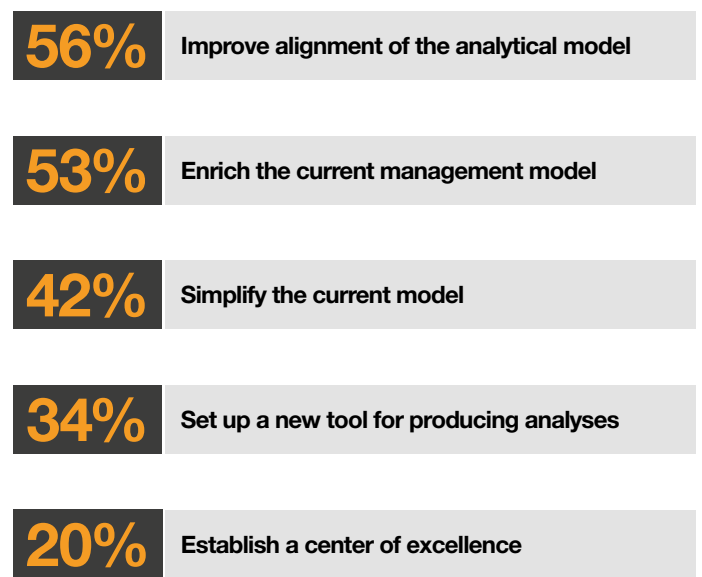 56% Improve alignment of the analytical model
53% Enrich the current management model
42% Simplify the current model
34% Set up a new tool for producing analyses
20% Establish a center of excellence